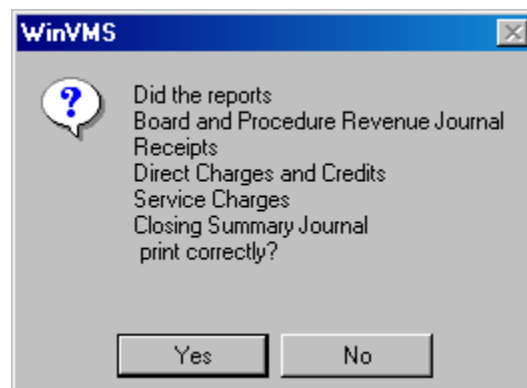 WinVMS
?
Did the reports
Board and Procedure Revenue Journal
Receipts
Direct Charges and Credits
Service Charges
Closing Summary Journal
print correctly?
Yes No